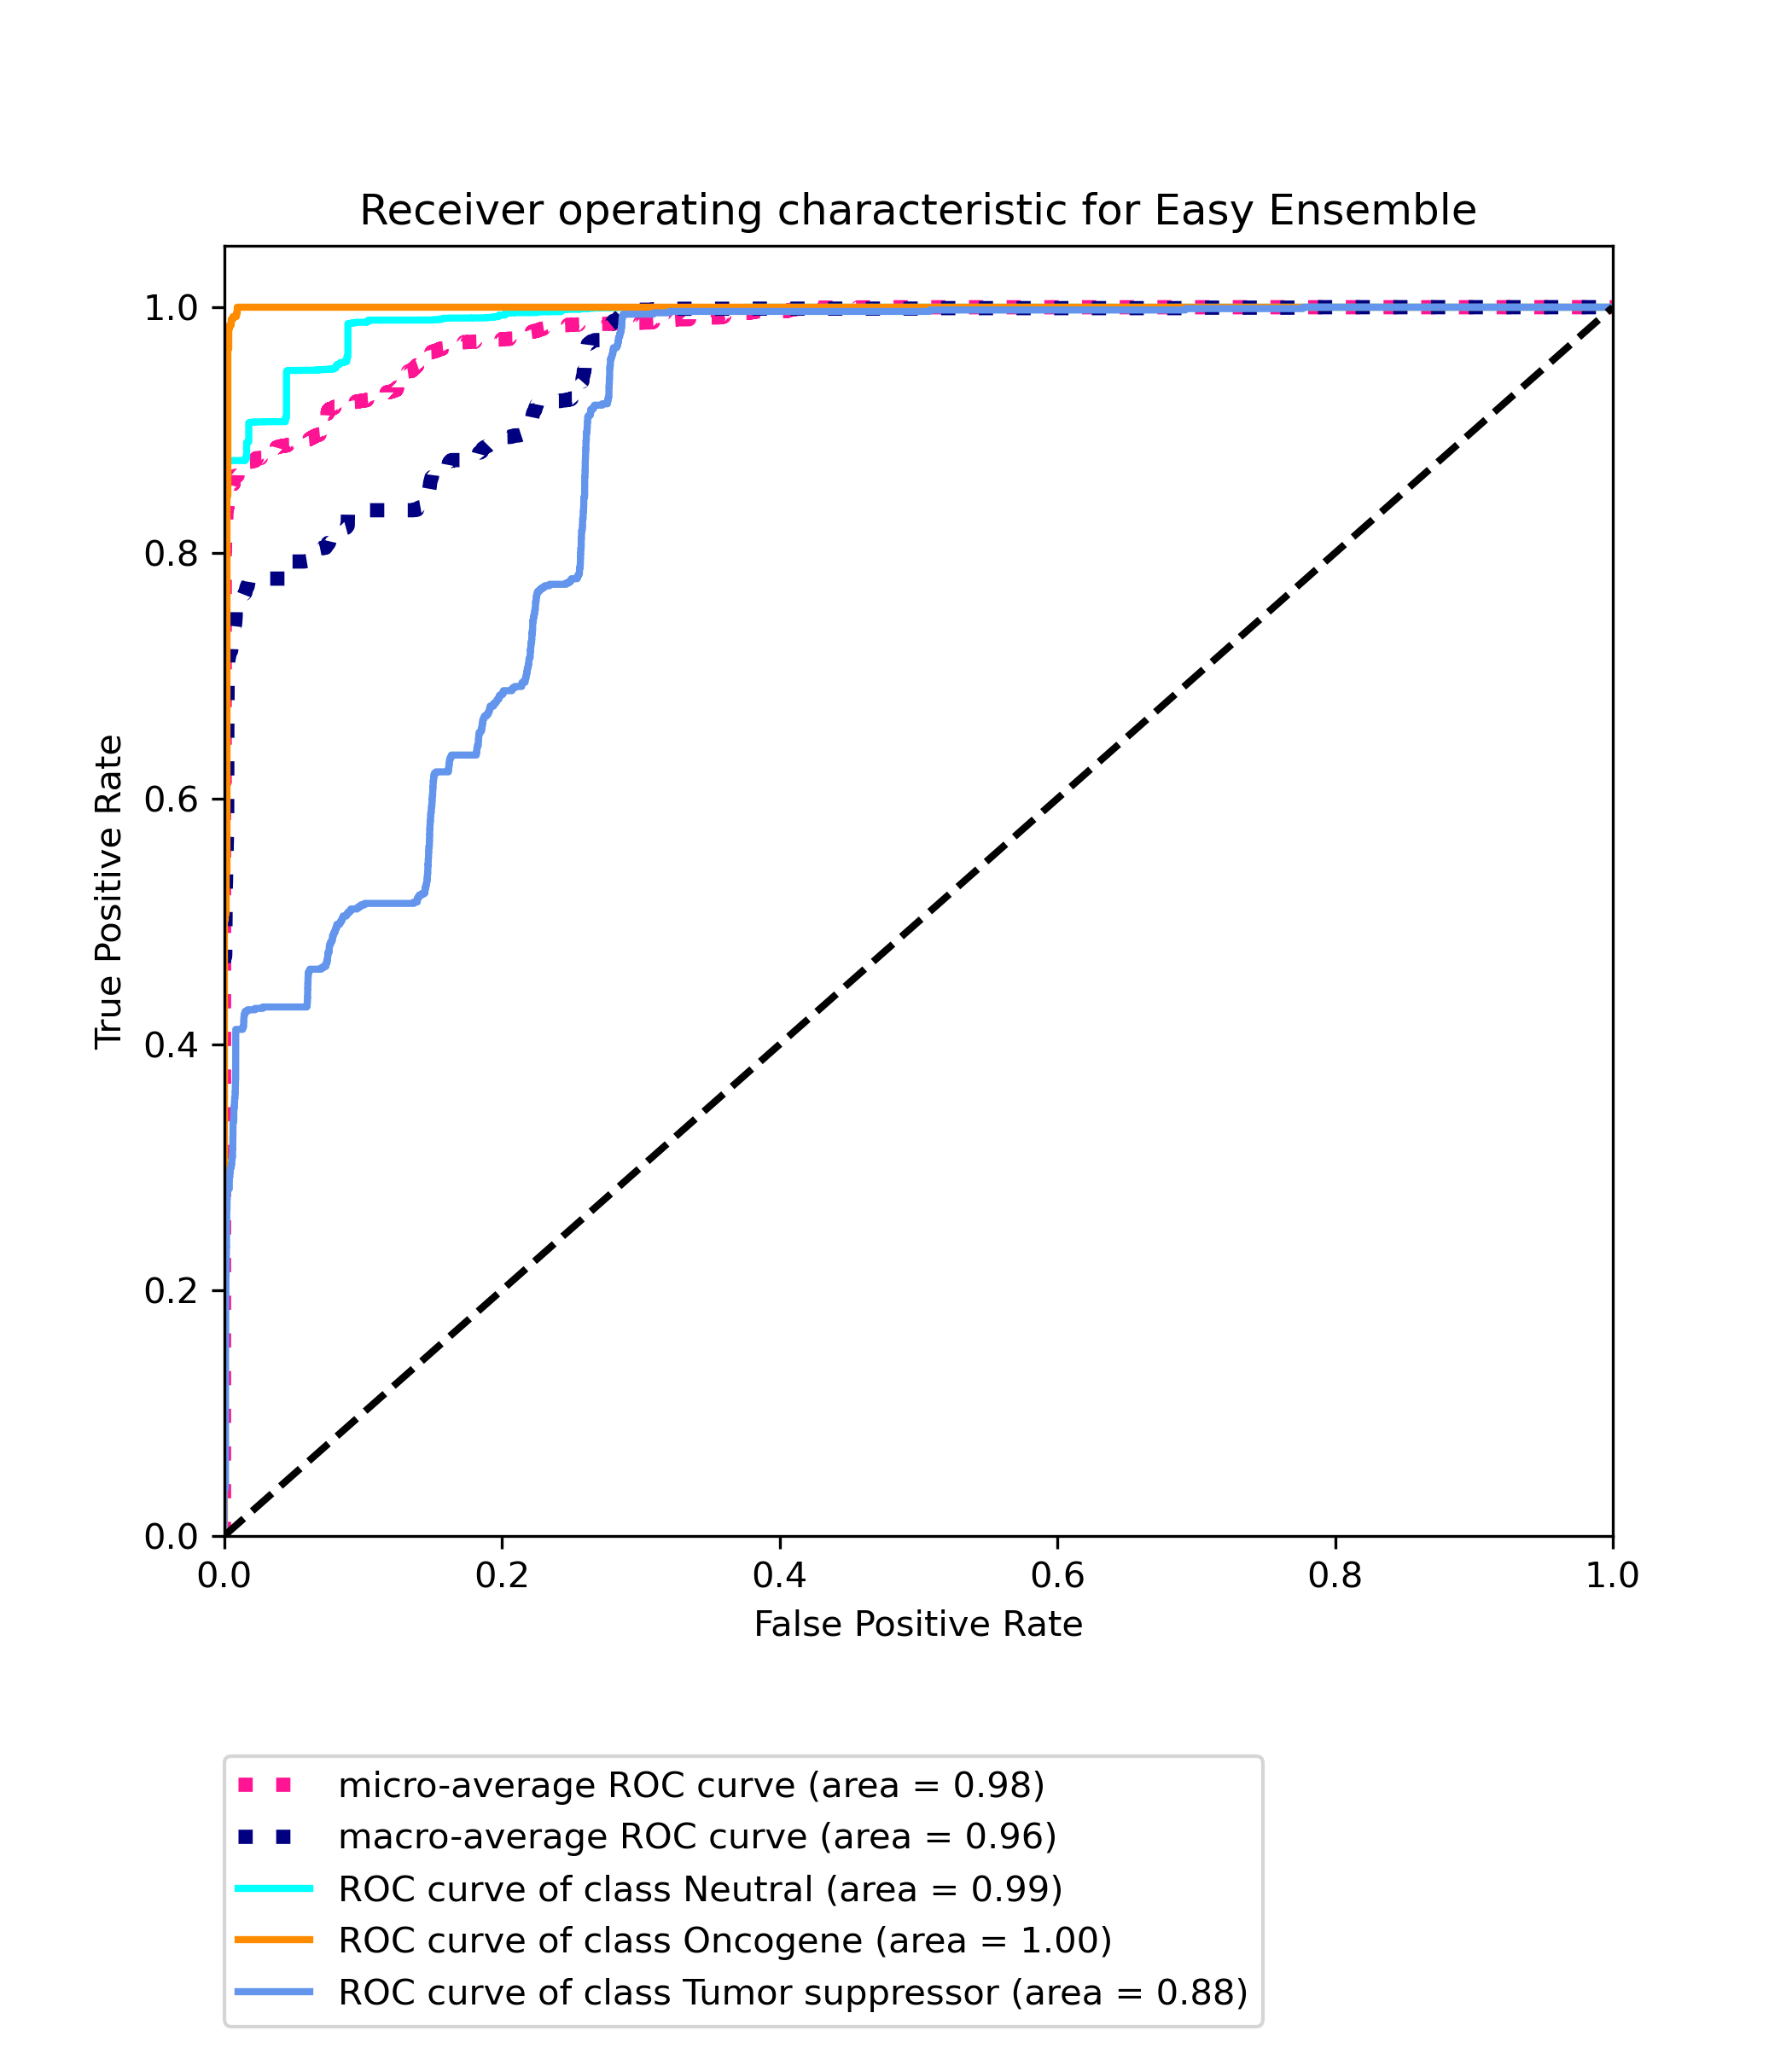 Receiver operating characteristic for Easy Ensemble
1.0
0.8
0.6
0.4
0.2
0.0
True Positive Rate
0.0 0.2 0.4 0.6 0.8 1.0
False Positive Rate
micro-average ROC curve (area = 0.98)
macro-average ROC curve (area = 0.96)
ROC curve of class Neutral (area = 0.99)
ROC curve of class Oncogene (area = 1.00)
ROC curve of class Tumor suppressor (area = 0.88)